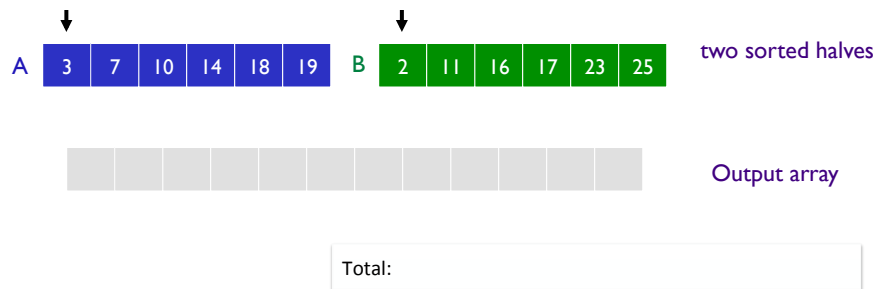 A 3 7 10 14 18 19 B 2 11 16 17 23 25 two sorted halves
Output array
Total: